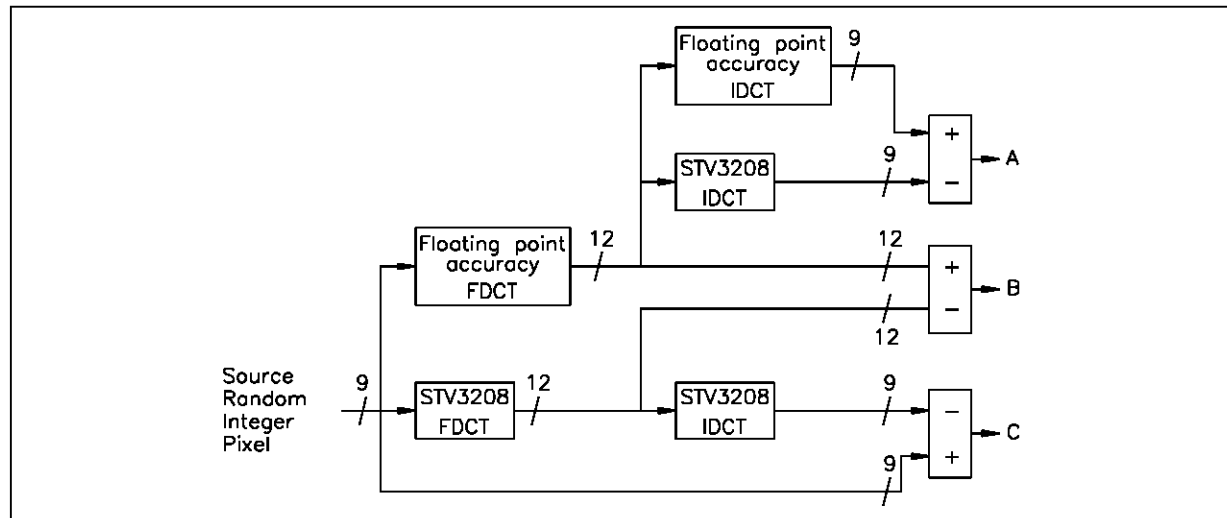 Floating point
accuracy
IDCT
9
+
−
A
STV3208
IDCT
9
Floating point
accuracy
FDCT
12
12
+
−
B
12
Source
Random
Integer
Pixel
9
STV3208
FDCT
12
STV3208
IDCT
9
−
+
C
9